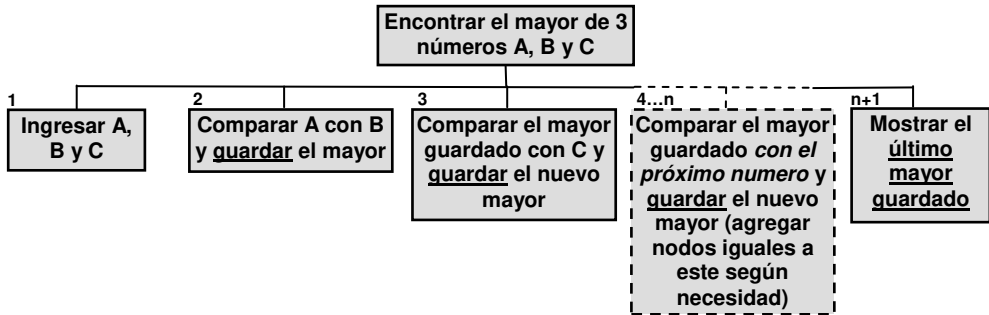 Encontrar el mayor de 3
números A, B y C
1
Ingresar A,
B y C
2
Comparar A con B
y guardar el mayor
3
Comparar el mayor
guardado con C y
guardar el nuevo
mayor
4...n
Comparar el mayor
guardado con el
próximo numero y
guardar el nuevo
mayor (agregar
nodos iguales a
este según
necesidad)
n+1
Mostrar el
último
mayor
guardado